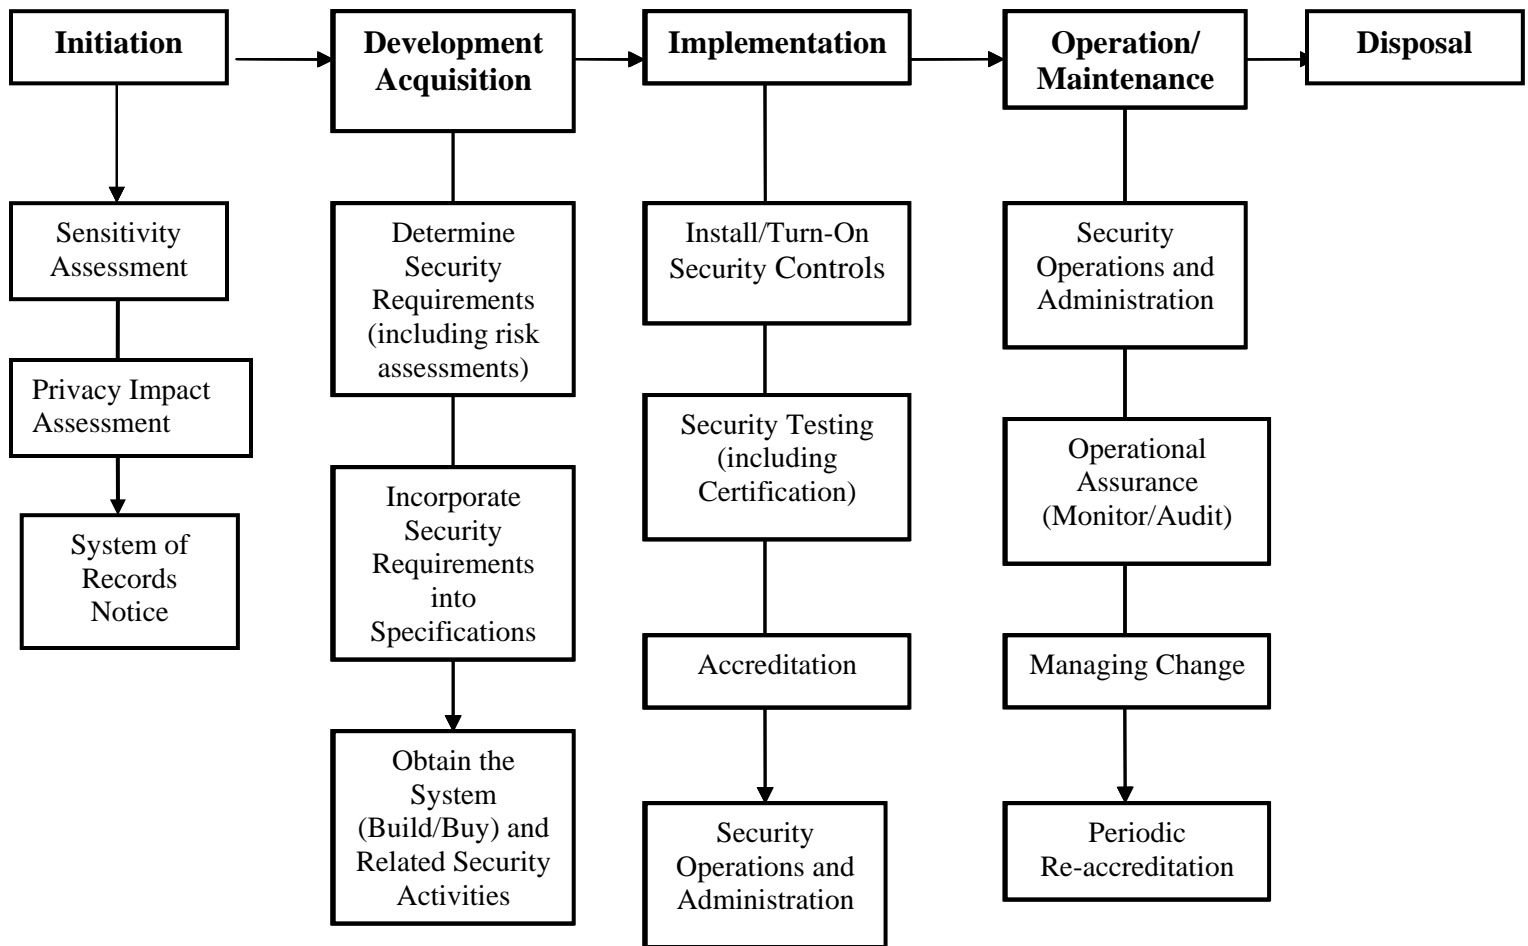 Initiation
Development
Acquisition
Implementation
Operation/
Maintenance
Disposal
Sensitivity
Assessment
Privacy Impact
Assessment
System of
Records
Notice
Determine
Security
Requirements
(including risk
assessments)
Incorporate
Security
Requirements
into
Specifications
Obtain the
System
(Build/Buy) and
Related Security
Activities
Install/Turn-On
Security Controls
Security Testing
(including
Certification)
Accreditation
Security
Operations and
Administration
Security
Operations and
Administration
Operational
Assurance
(Monitor/Audit)
Managing Change
Periodic
Re-accreditation